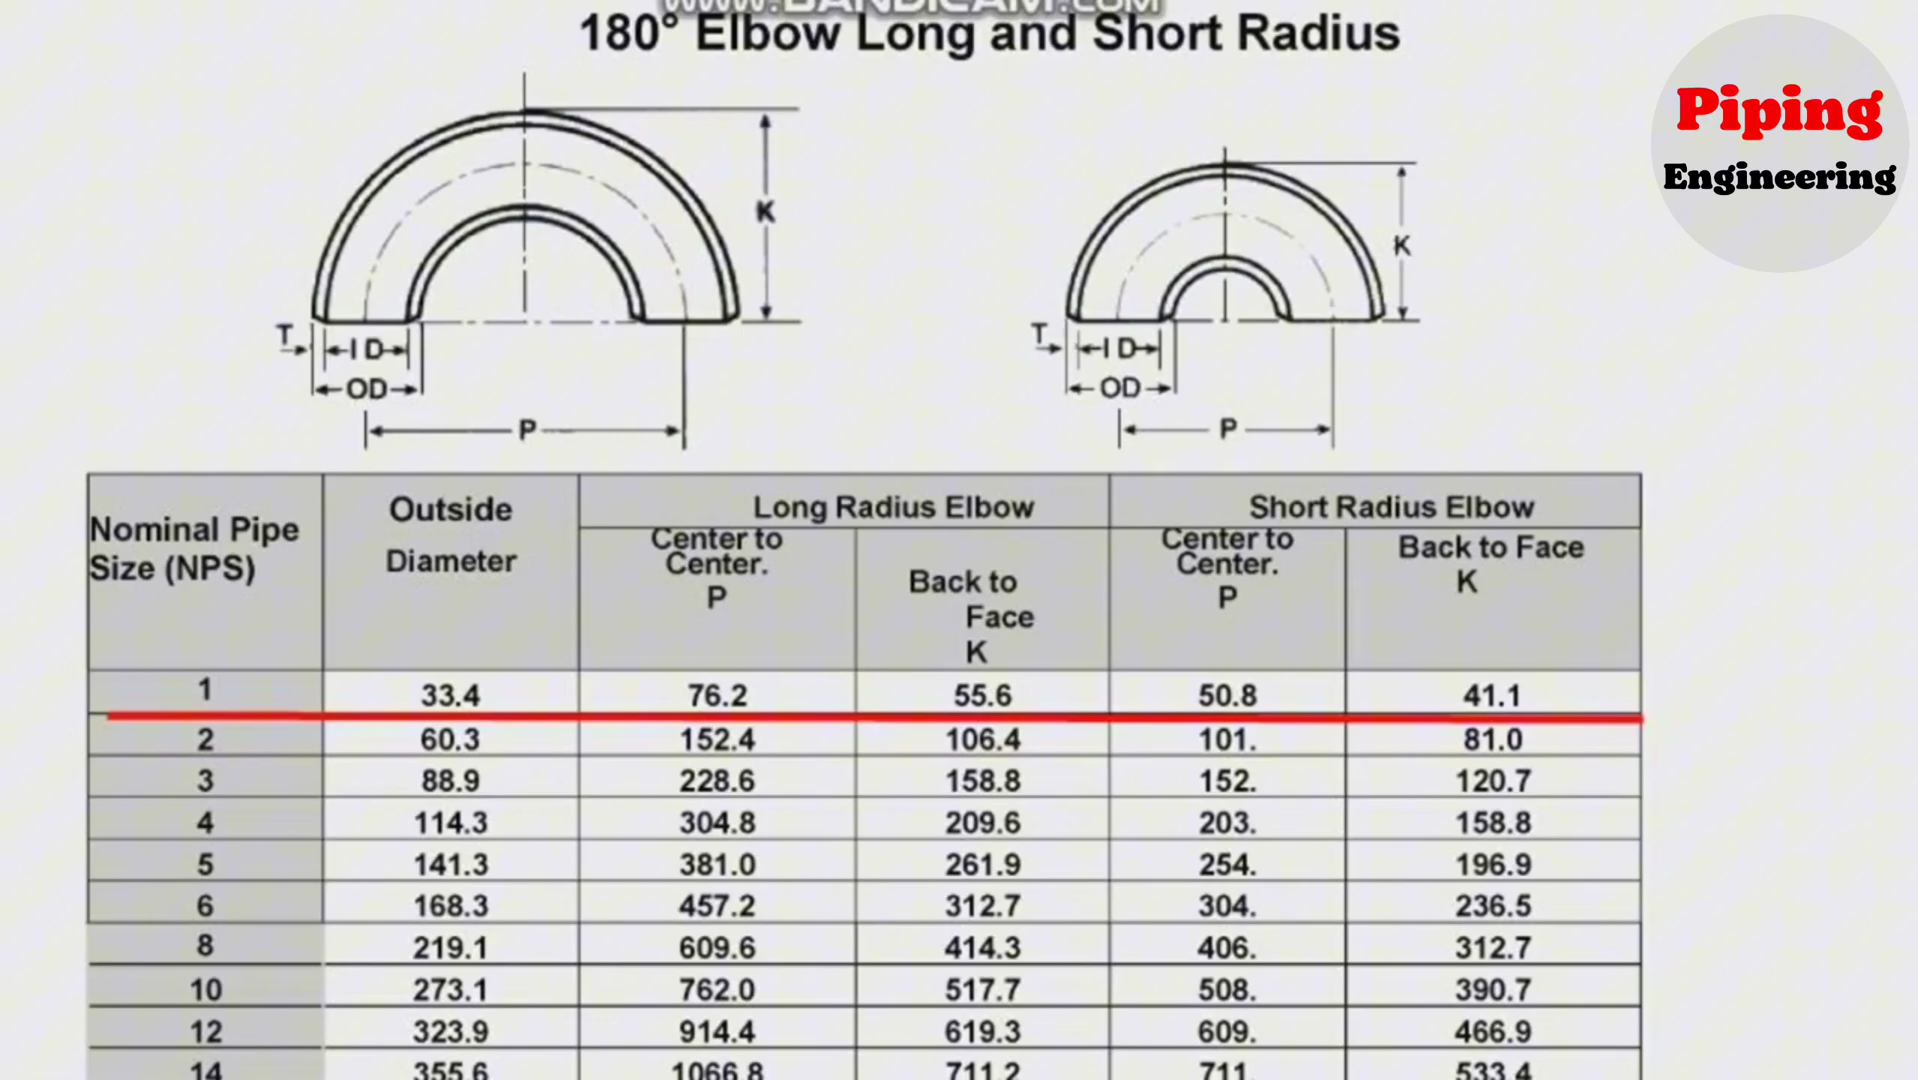 www.BANDICAM.COM
180° Elbow Long and Short Radius
Piping
Engineering
K
K
T
I D
OD
P
T
I D
OD
P
Nominal Pipe Size (NPS) Outside Diameter Long Radius Elbow Short Radius Elbow
Center to Center. P Back to Face K Center to Center. P Back to Face K
1 33.4 76.2 55.6 50.8 41.1
2 60.3 152.4 106.4 101. 81.0
3 88.9 228.6 158.8 152. 120.7
4 114.3 304.8 209.6 203. 158.8
5 141.3 381.0 261.9 254. 196.9
6 168.3 457.2 312.7 304. 236.5
8 219.1 609.6 414.3 406. 312.7
10 273.1 762.0 517.7 508. 390.7
12 323.9 914.4 619.3 609. 466.9
14 355.6 1066.8 711.2 711. 533.4